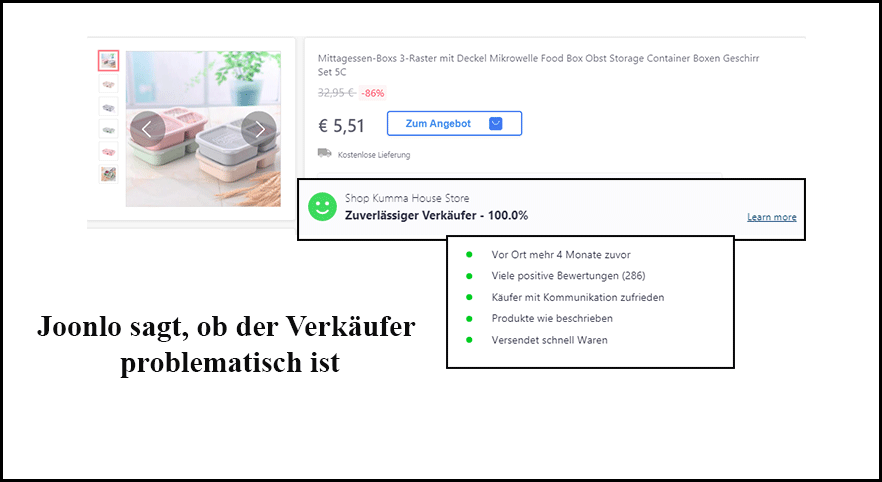 Mittagessen-Boxs 3-Raster mit Deckel Mikrowelle Food Box Obst Storage Container Boxen Geschirr
Set 5C
32,95 € -86%
€ 5,51 Zum Angebot
Kostenlose Lieferung
Shop Kumma House Store
Zuverlässiger Verkäufer - 100.0%
Learn more
Vor Ort mehr 4 Monate zuvor
Viele positive Bewertungen (286)
Käufer mit Kommunikation zufrieden
Produkte wie beschrieben
Versendet schnell Waren
Joonlo sagt, ob der Verkäufer
problematisch ist